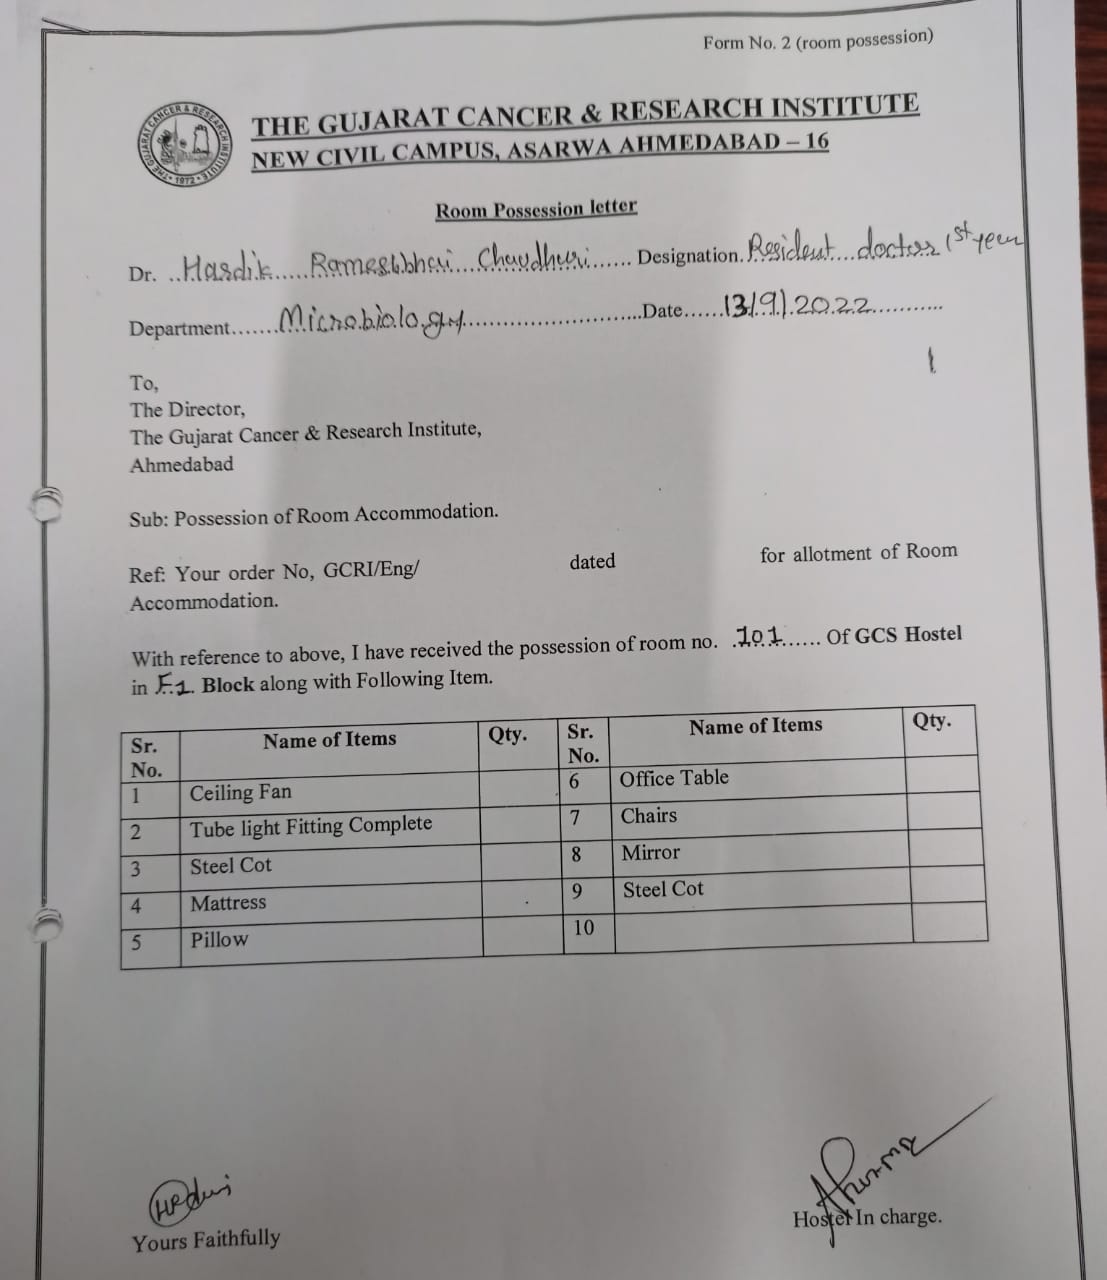 Form No. 2 (room possession)
THE GUJARAT CANCER & RESEARCH INSTITUTE
NEW CIVIL CAMPUS, ASARWA AHMEDABAD – 16
THE GUJARAT CANCER & RESEARCH INSTITUTE
1972
Room Possession letter
Dr. ..Hardik.....Rameshbhai...Chaudhari....... Designation.Resident...doctor 1st year
Department.......Microbiology............................Date......13/9/.2022...........
To,
The Director,
The Gujarat Cancer & Research Institute,
Ahmedabad
Sub: Possession of Room Accommodation.
Ref: Your order No, GCRI/Eng/ dated for allotment of Room
Accommodation.
With reference to above, I have received the possession of room no. .101...... Of GCS Hostel
in F.1. Block along with Following Item.
Sr. No. Name of Items Qty. Sr. No. Name of Items Qty.
1 Ceiling Fan 6 Office Table
2 Tube light Fitting Complete 7 Chairs
3 Steel Cot 8 Mirror
4 Mattress 9 Steel Cot
5 Pillow 10
Yours Faithfully Hostel In charge.